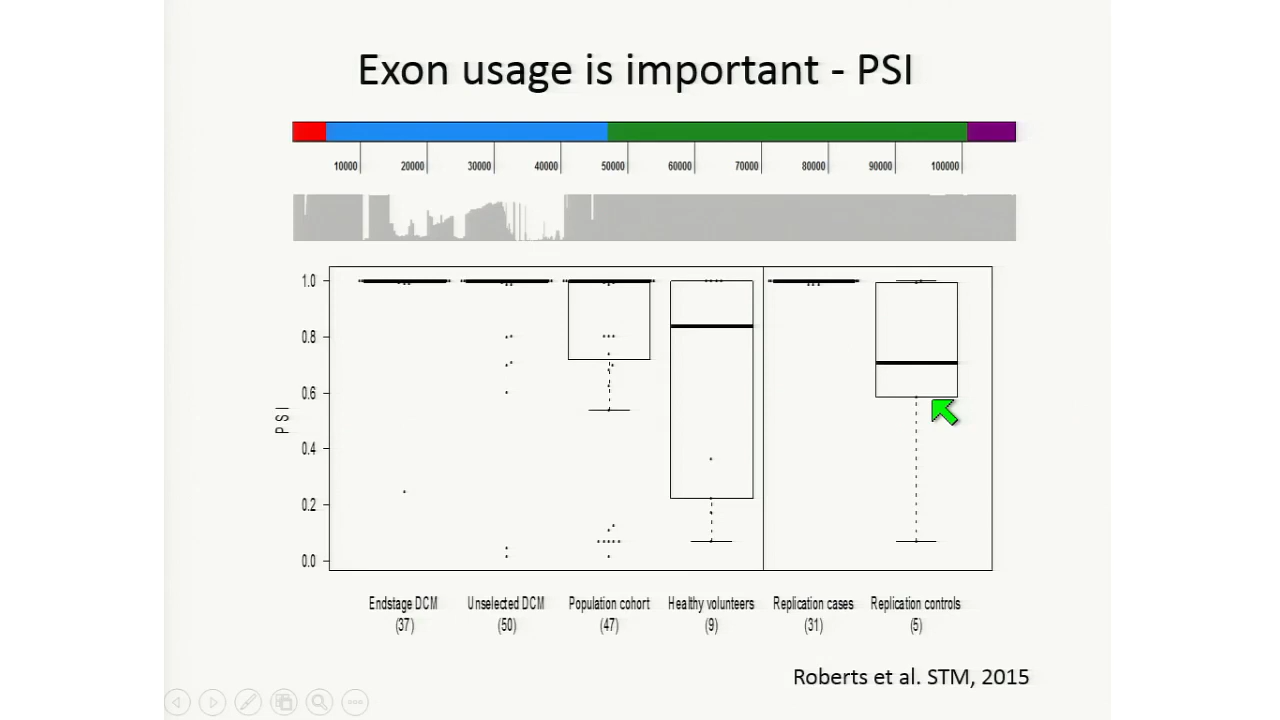 Exon usage is important - PSI
10000 20000 30000 40000 50000 60000 70000 80000 90000 100000
1.0
0.8
0.6
0.4
0.2
0.0
PSI
Endstage DCM Unselected DCM Population cohort Healthy volunteers Replication cases Replication controls
(37) (50) (47) (9) (31) (5)
Roberts et al. STM, 2015